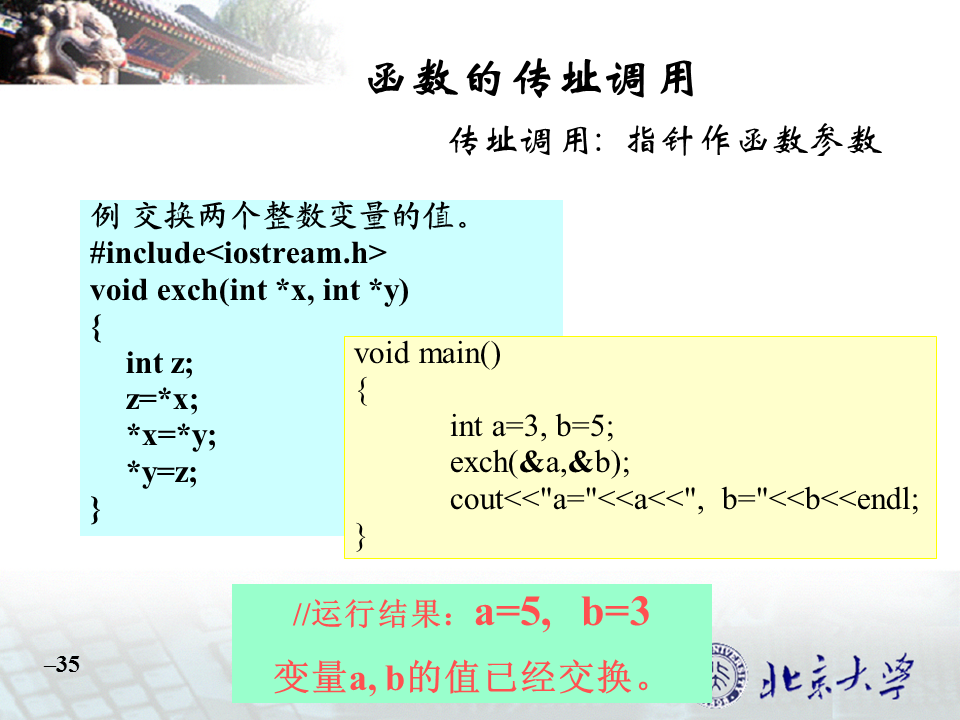 函数的传址调用
传址调用：指针作函数参数
例 交换两个整数变量的值。
#include<iostream.h>
void exch(int *x, int *y)
{
int z;
z=*x;
*x=*y;
*y=z;
}
void main()
{
int a=3, b=5;
exch(&a,&b);
cout<<"a="<<a<<", b="<<b<<endl;
}
//运行结果：a=5, b=3
变量a, b的值已经交换。
–35
北京大学